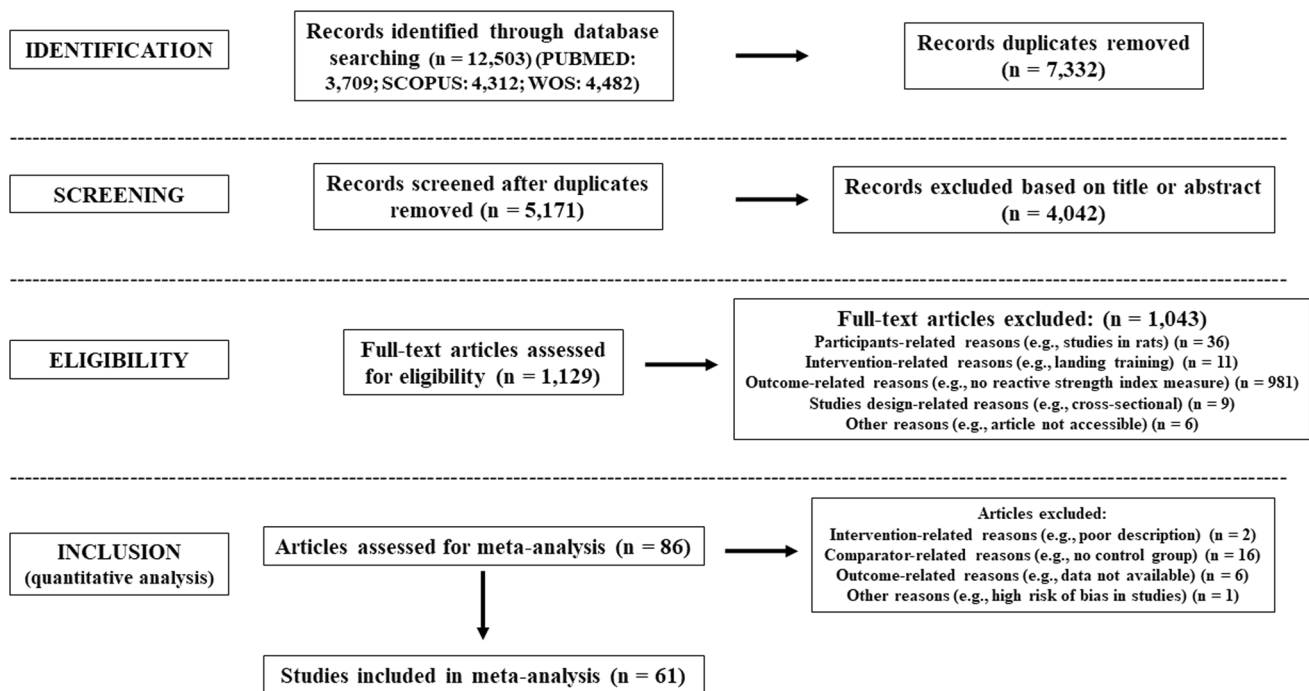 IDENTIFICATION
Records identified through database
searching (n = 12,503) (PUBMED:
3,709; SCOPUS: 4,312; WOS: 4,482)
Records duplicates removed
(n = 7,332)
SCREENING
Records screened after duplicates
removed (n = 5,171)
Records excluded based on title or abstract
(n = 4,042)
ELIGIBILITY
Full-text articles assessed
for eligibility (n = 1,129)
Full-text articles excluded: (n = 1,043)
Participants-related reasons (e.g., studies in rats) (n = 36)
Intervention-related reasons (e.g., landing training) (n = 11)
Outcome-related reasons (e.g., no reactive strength index measure) (n = 981)
Studies design-related reasons (e.g., cross-sectional) (n = 9)
Other reasons (e.g., article not accessible) (n = 6)
INCLUSION
(quantitative analysis)
Articles assessed for meta-analysis (n = 86)
Articles excluded:
Intervention-related reasons (e.g., poor description) (n = 2)
Comparator-related reasons (e.g., no control group) (n = 16)
Outcome-related reasons (e.g., data not available) (n = 6)
Other reasons (e.g., high risk of bias in studies) (n = 1)
Studies included in meta-analysis (n = 61)